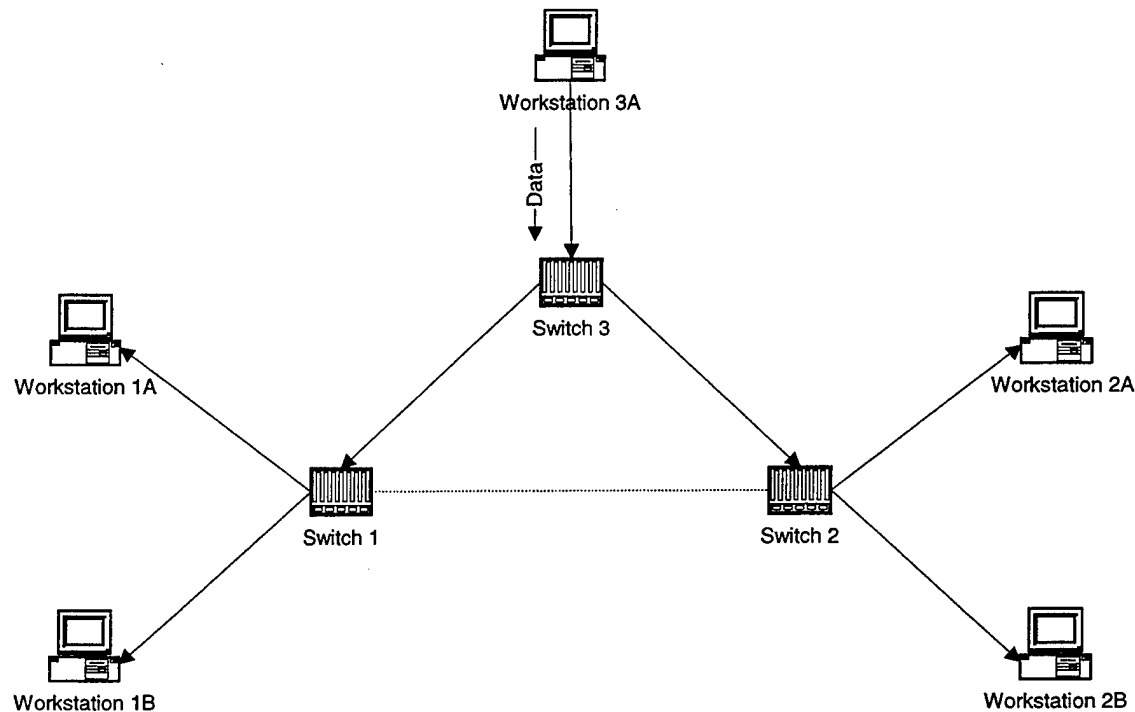 Workstation 3A
Data
Switch 3
Workstation 1A
Workstation 2A
Switch 1
Switch 2
Workstation 1B
Workstation 2B